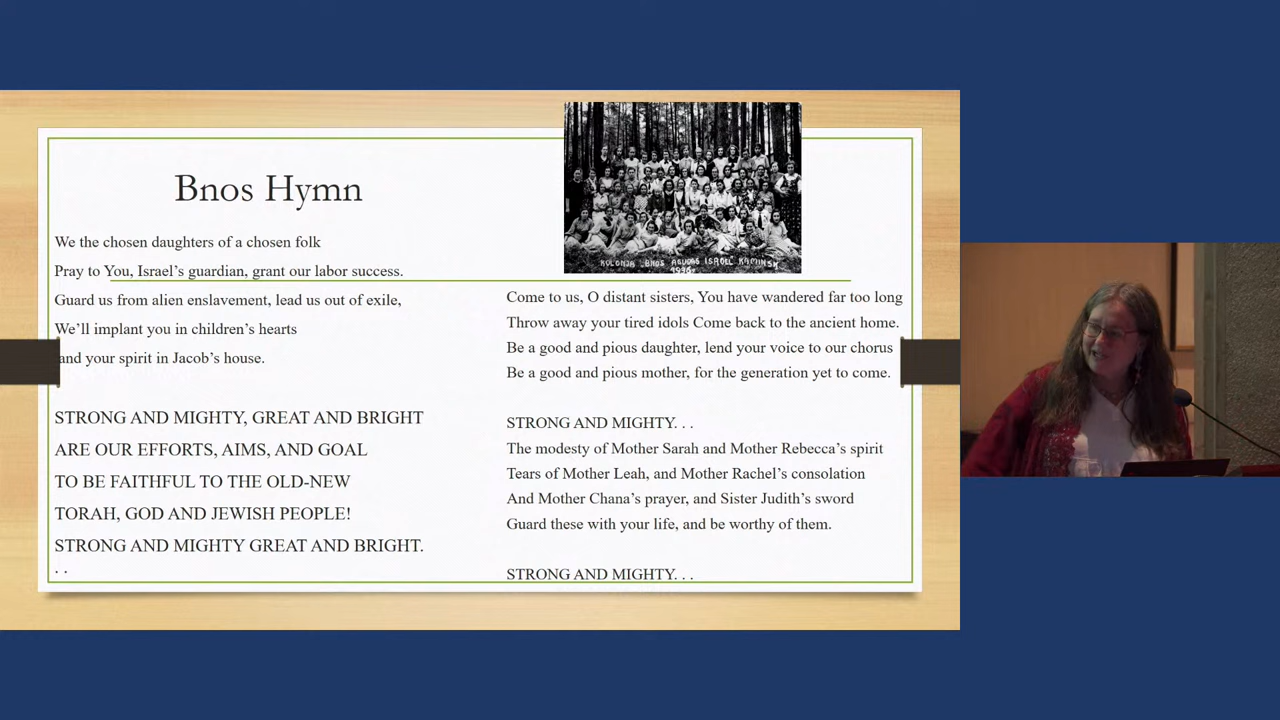 Bnos Hymn
We the chosen daughters of a chosen folk
Pray to You, Israel's guardian, grant our labor success.
Guard us from alien enslavement, lead us out of exile,
We'll implant you in children's hearts
and your spirit in Jacob's house.
STRONG AND MIGHTY, GREAT AND BRIGHT
ARE OUR EFFORTS, AIMS, AND GOAL
TO BE FAITHFUL TO THE OLD-NEW
TORAH, GOD AND JEWISH PEOPLE!
STRONG AND MIGHTY GREAT AND BRIGHT.
. .
KOLONJA BNOS AGUDAS ISRAEL KAMINSK
1936r
Come to us, O distant sisters, You have wandered far too long
Throw away your tired idols Come back to the ancient home.
Be a good and pious daughter, lend your voice to our chorus
Be a good and pious mother, for the generation yet to come.
STRONG AND MIGHTY. . .
The modesty of Mother Sarah and Mother Rebecca's spirit
Tears of Mother Leah, and Mother Rachel's consolation
And Mother Chana's prayer, and Sister Judith's sword
Guard these with your life, and be worthy of them.
STRONG AND MIGHTY. . .